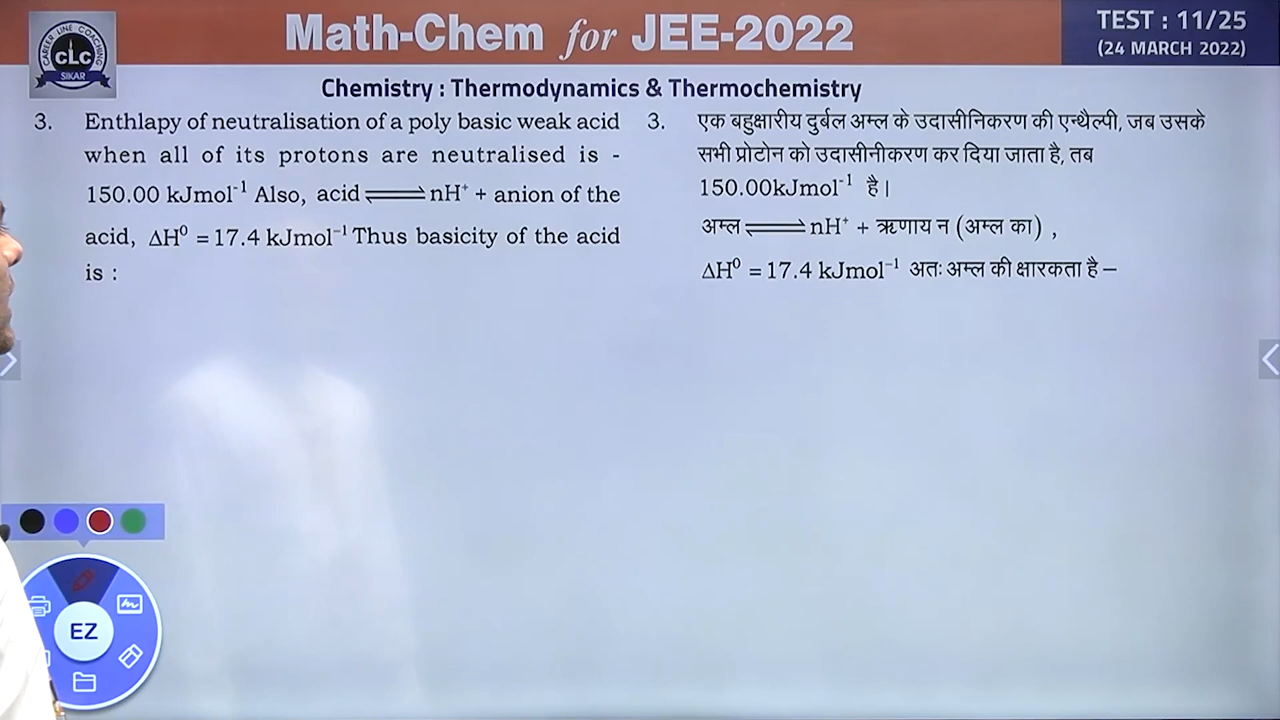 CAREER LINE COACHING
CLC
SIKAR
Math-Chem for JEE-2022
TEST : 11/25
(24 MARCH 2022)
Chemistry : Thermodynamics & Thermochemistry
3. Enthlapy of neutralisation of a poly basic weak acid
when all of its protons are neutralised is -
150.00 kJmol⁻¹ Also, acid ⇌ nH⁺ + anion of the
acid, ΔH⁰ = 17.4 kJmol⁻¹ Thus basicity of the acid
is :
3. एक बहुक्षारीय दुर्बल अम्ल के उदासीनिकरण की एन्थैल्पी, जब उसके
सभी प्रोटोन को उदासीनीकरण कर दिया जाता है, तब
150.00kJmol⁻¹ है।
अम्ल ⇌ nH⁺ + ऋणाय न (अम्ल का) ,
ΔH⁰ = 17.4 kJmol⁻¹ अतः अम्ल की क्षारकता है –
EZ